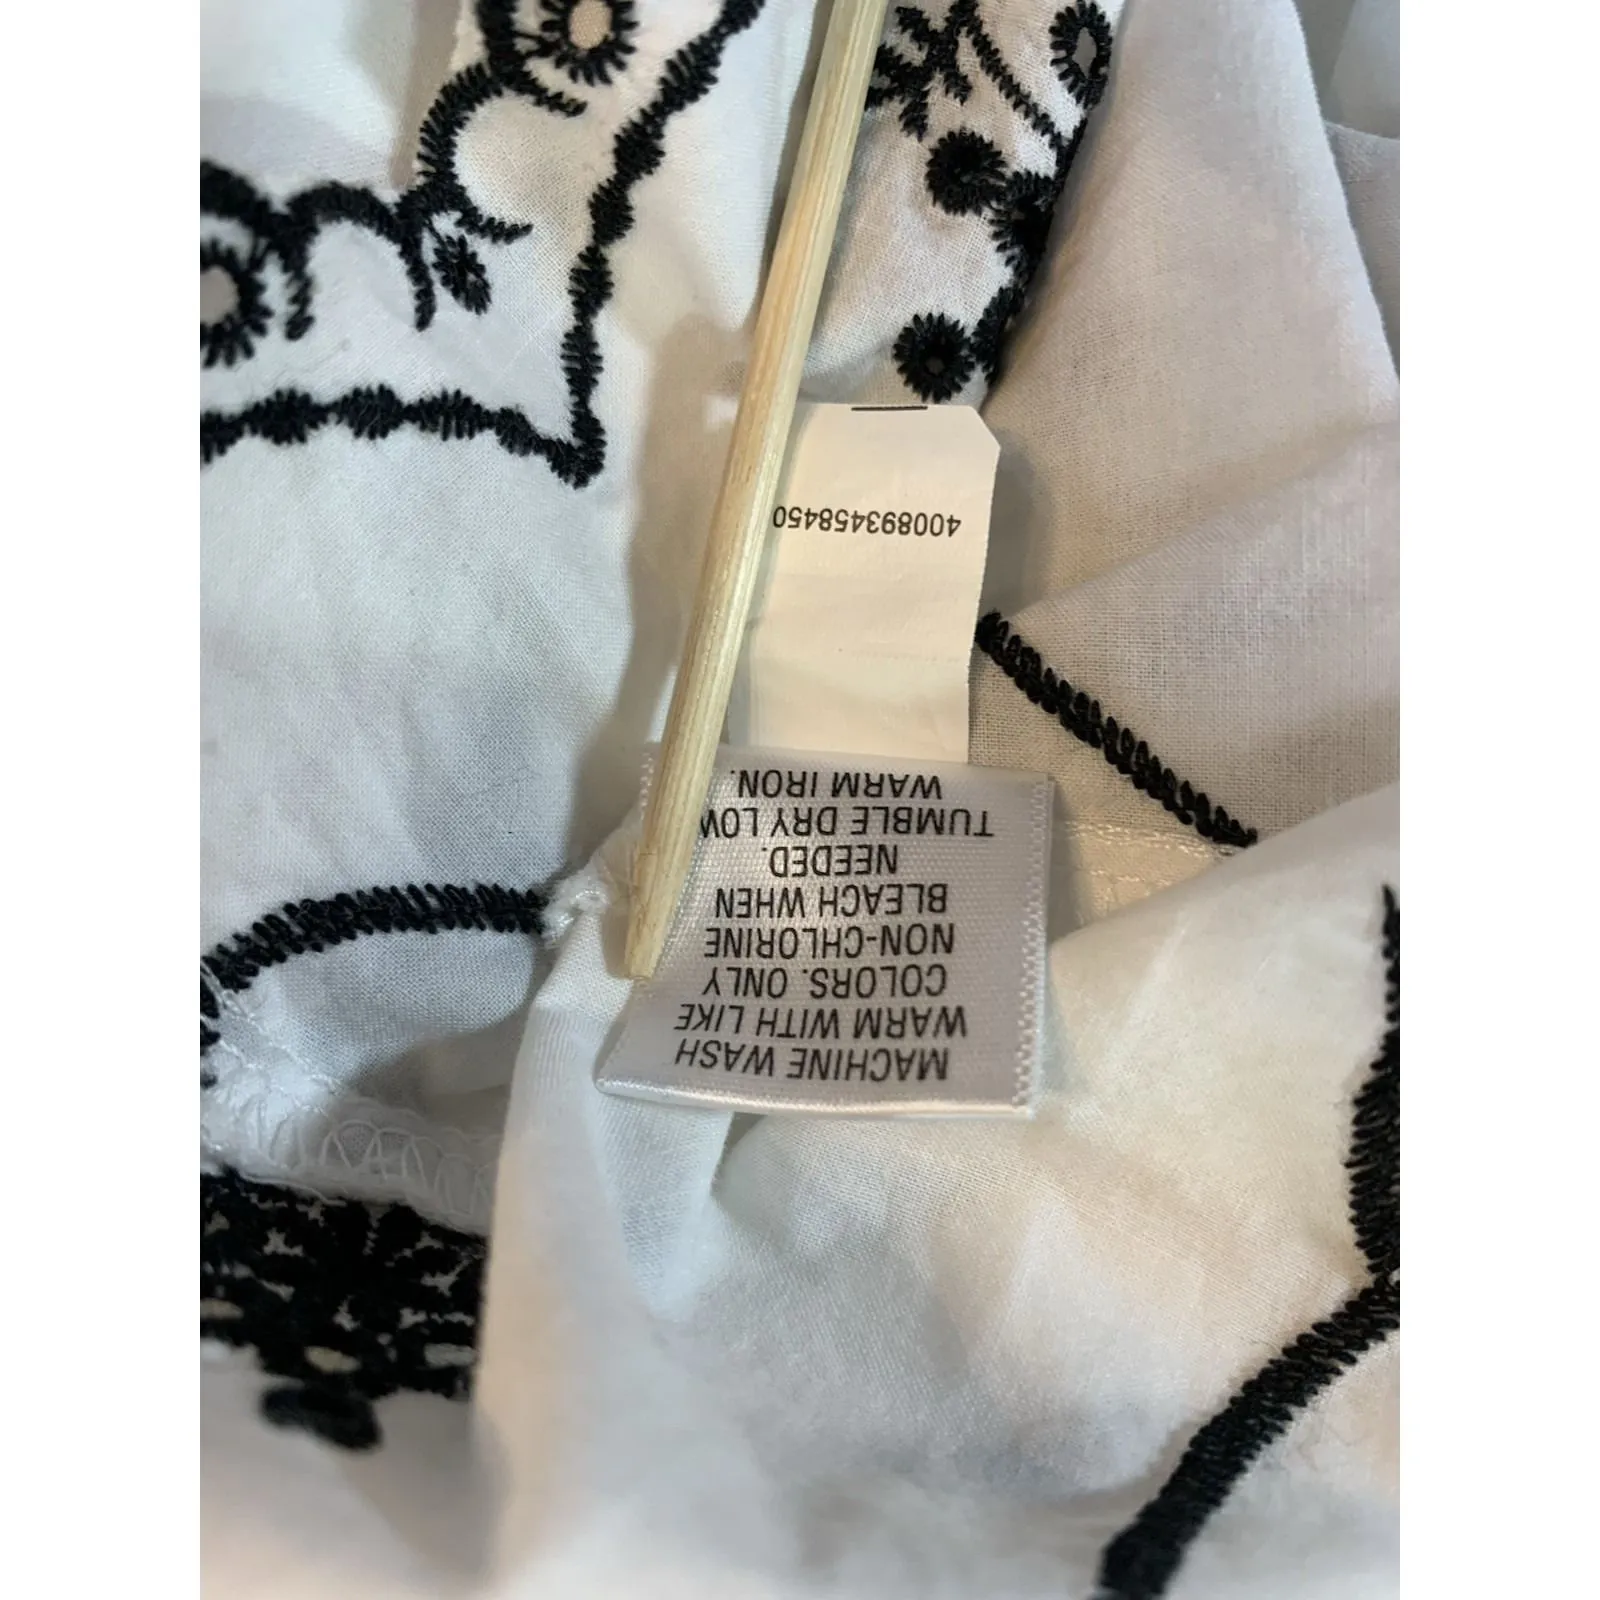 MACHINE WASH
WARM WITH LIKE
COLORS. ONLY
NON-CHLORINE
BLEACH WHEN
NEEDED.
TUMBLE DRY LOW
WARM IRON.
400893458450